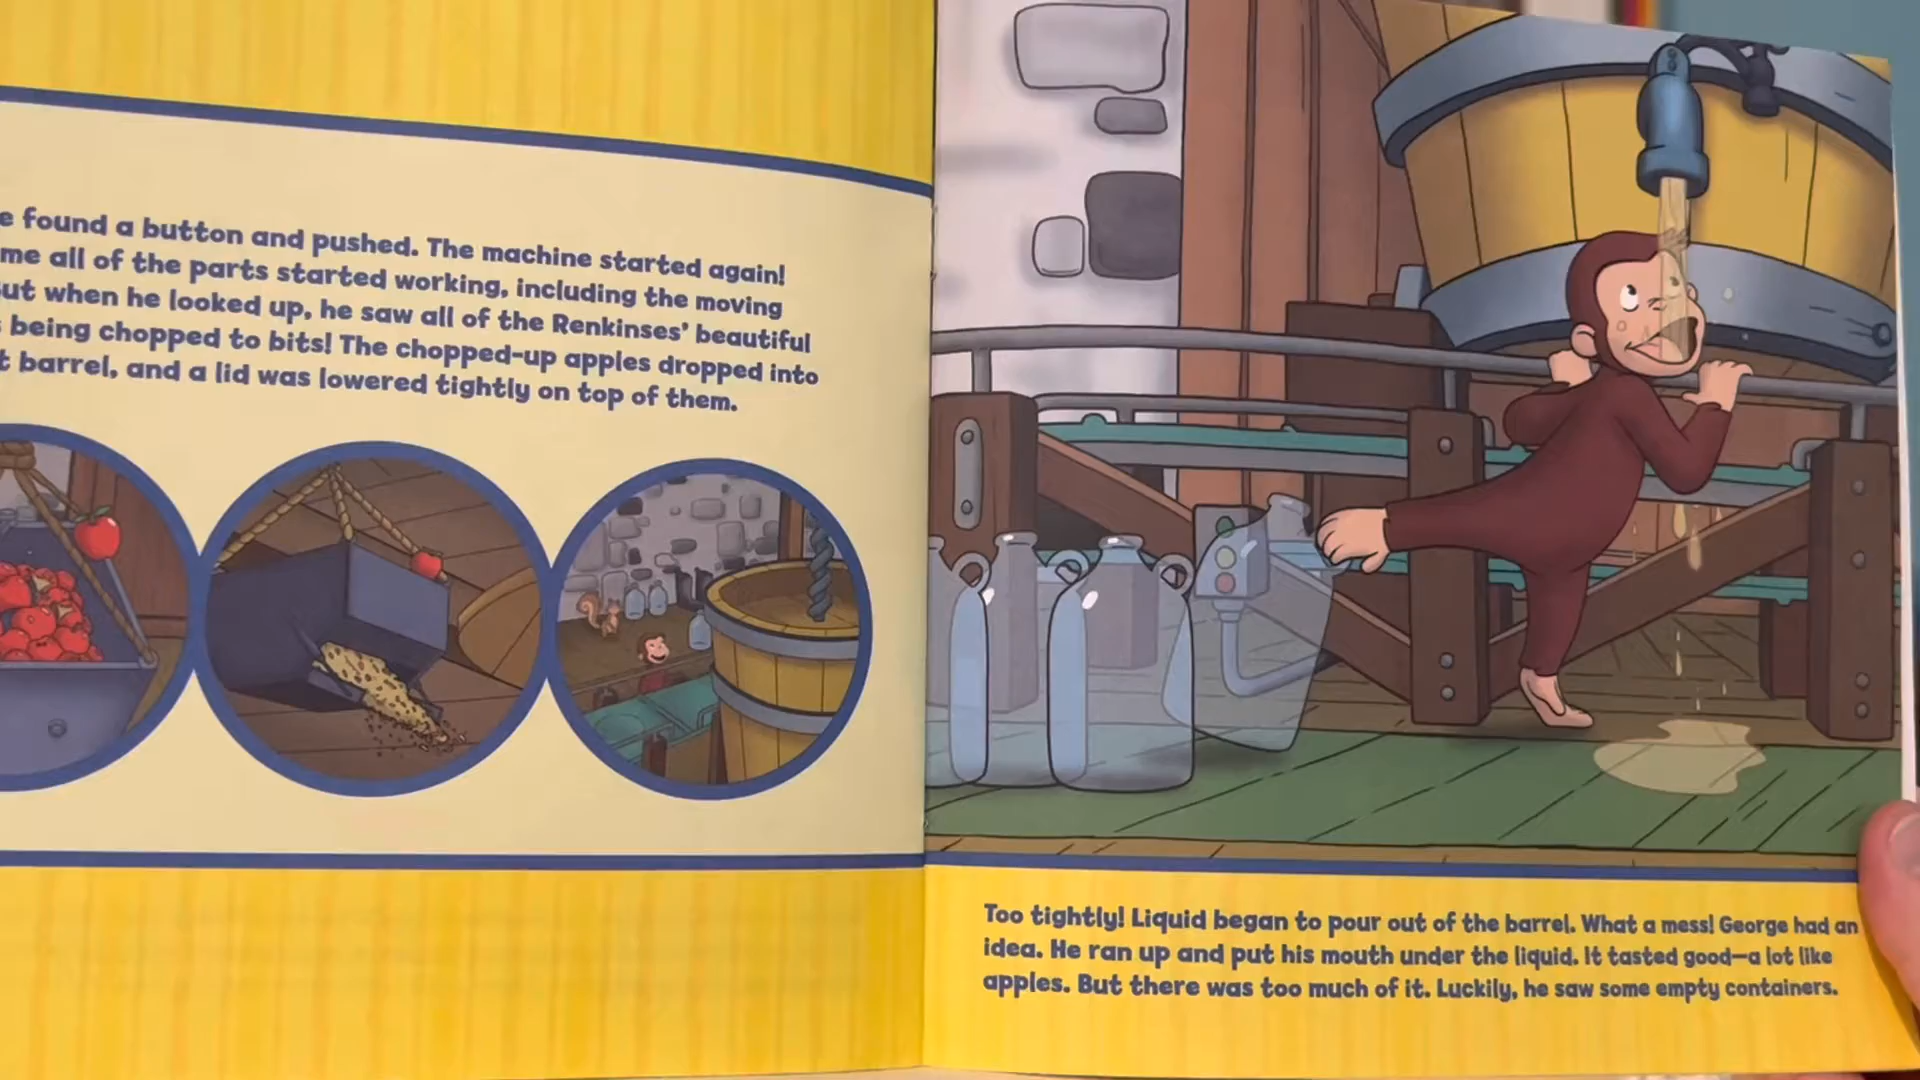 e found a button and pushed. The machine started again!
me all of the parts started working, including the moving
ut when he looked up, he saw all of the Renkinses' beautiful
being chopped to bits! The chopped-up apples dropped into
t barrel, and a lid was lowered tightly on top of them.
Too tightly! Liquid began to pour out of the barrel. What a mess! George had an
idea. He ran up and put his mouth under the liquid. It tasted good—a lot like
apples. But there was too much of it. Luckily, he saw some empty containers.